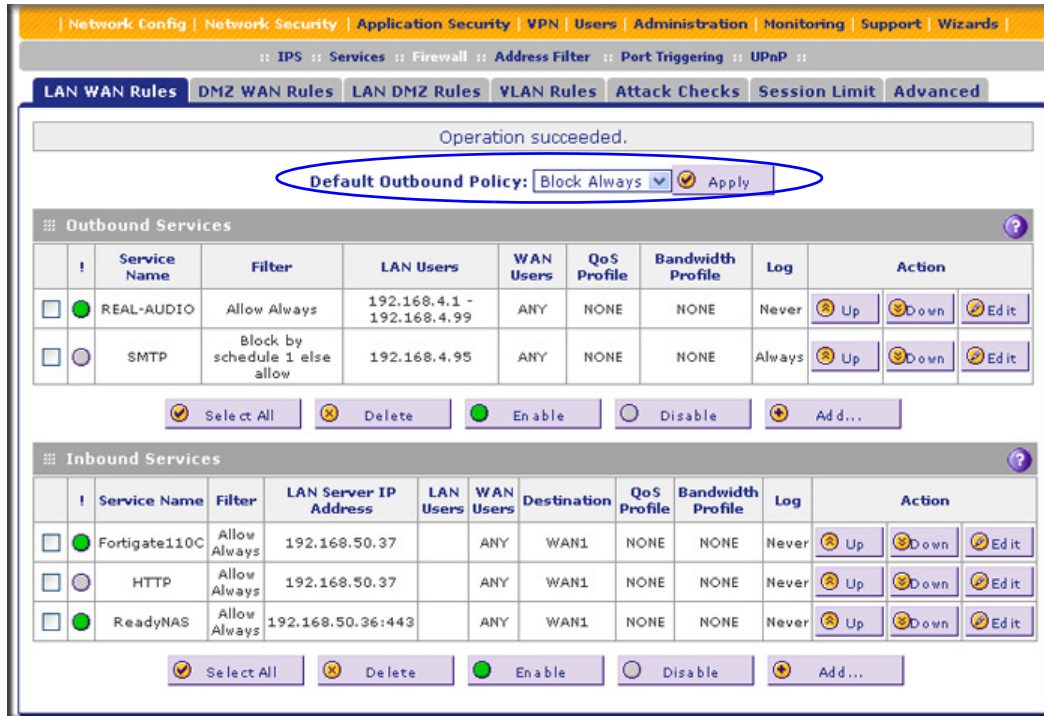 | Network Config | Network Security | Application Security | VPN | Users | Administration | Monitoring | Support | Wizards |
:: IPS :: Services :: Firewall :: Address Filter :: Port Triggering :: UPnP ::
LAN WAN Rules DMZ WAN Rules LAN DMZ Rules VLAN Rules Attack Checks Session Limit Advanced
Operation succeeded.
Default Outbound Policy: Block Always Apply
Outbound Services ?
! Service Name Filter LAN Users WAN Users QoS Profile Bandwidth Profile Log Action
REAL-AUDIO Allow Always 192.168.4.1 - 192.168.4.99 ANY NONE NONE Never Up Down Edit
SMTP Block by schedule 1 else allow 192.168.4.95 ANY NONE NONE Always Up Down Edit
Select All Delete Enable Disable Add...
Inbound Services ?
! Service Name Filter LAN Server IP Address LAN Users WAN Users Destination QoS Profile Bandwidth Profile Log Action
Fortigate110C Allow Always 192.168.50.37 ANY WAN1 NONE NONE Never Up Down Edit
HTTP Allow Always 192.168.50.37 ANY WAN1 NONE NONE Never Up Down Edit
ReadyNAS Allow Always 192.168.50.36:443 ANY WAN1 NONE NONE Never Up Down Edit
Select All Delete Enable Disable Add...